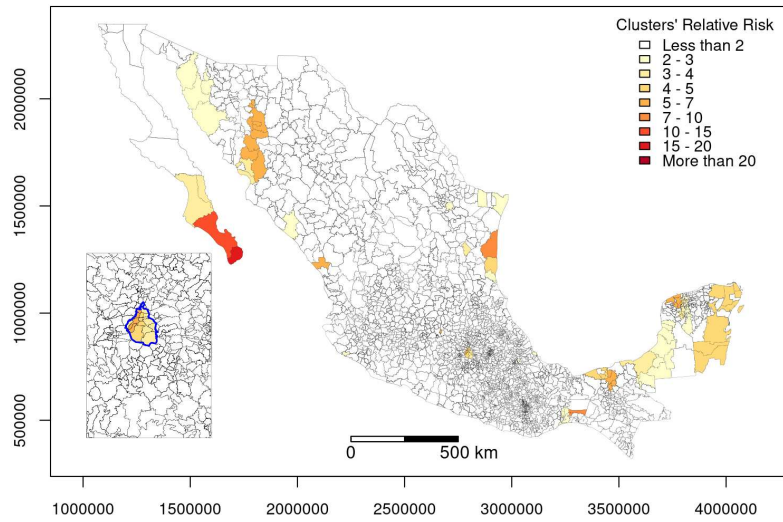 Clusters' Relative Risk
Less than 2
2 - 3
3 - 4
4 - 5
5 - 7
7 - 10
10 - 15
15 - 20
More than 20
2000000
1500000
1000000
500000
0 500 km
1000000 1500000 2000000 2500000 3000000 3500000 4000000